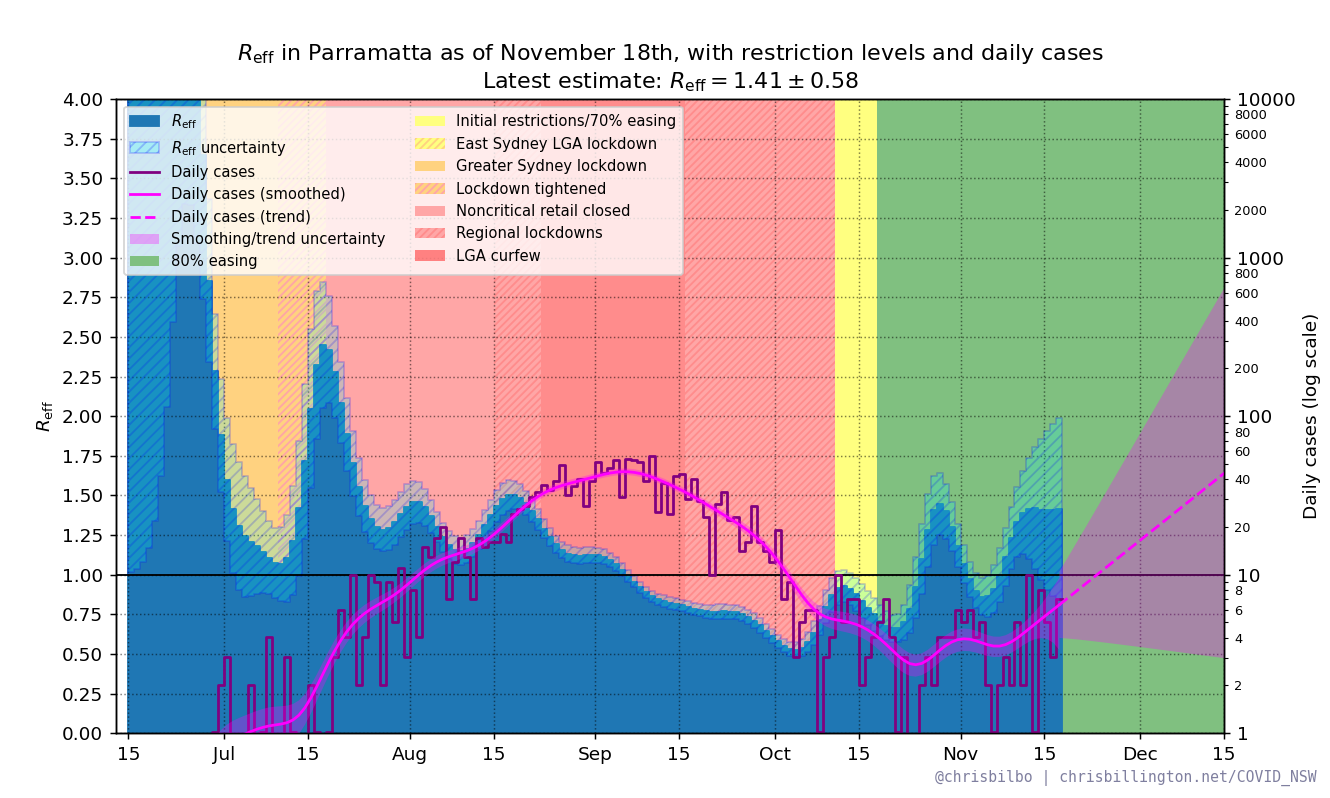 Reff in Parramatta as of November 18th, with restriction levels and daily cases
Latest estimate: Reff = 1.41 ± 0.58
Reff
Reff uncertainty
Daily cases
Daily cases (smoothed)
Daily cases (trend)
Smoothing/trend uncertainty
80% easing
Initial restrictions/70% easing
East Sydney LGA lockdown
Greater Sydney lockdown
Lockdown tightened
Noncritical retail closed
Regional lockdowns
LGA curfew
Reff
4.00
3.75
3.50
3.25
3.00
2.75
2.50
2.25
2.00
1.75
1.50
1.25
1.00
0.75
0.50
0.25
0.00
10000
8000
6000
4000
2000
1000
800
600
400
200
100
80
60
40
20
10
8
6
4
2
1
Daily cases (log scale)
15 Jul 15 Aug 15 Sep 15 Oct 15 Nov 15 Dec 15
@chrisbilbo | chrisbillington.net/COVID_NSW